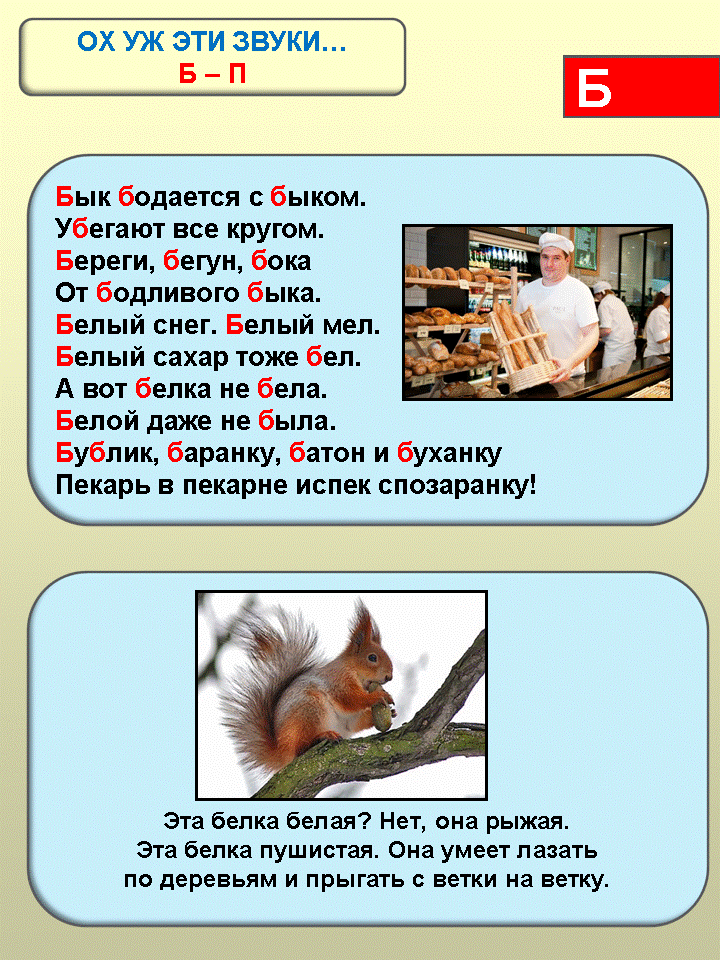 ОХ УЖ ЭТИ ЗВУКИ...
Б – П
Б
Бык бодается с быком.
Убегают все кругом.
Береги, бегун, бока
От бодливого быка.
Белый снег. Белый мел.
Белый сахар тоже бел.
А вот белка не бела.
Белой даже не была.
Бублик, баранку, батон и буханку
Пекарь в пекарне испек спозаранку!
Эта белка белая? Нет, она рыжая.
Эта белка пушистая. Она умеет лазать
по деревьям и прыгать с ветки на ветку.